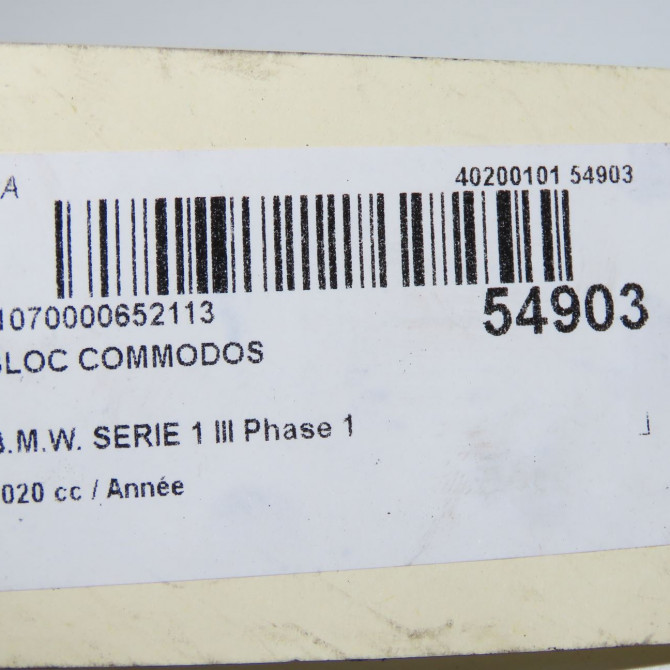 A
40200101 54903
1070000652113
54903
BLOC COMMODOS
B.M.W. SERIE 1 III Phase 1
020 cc / Année